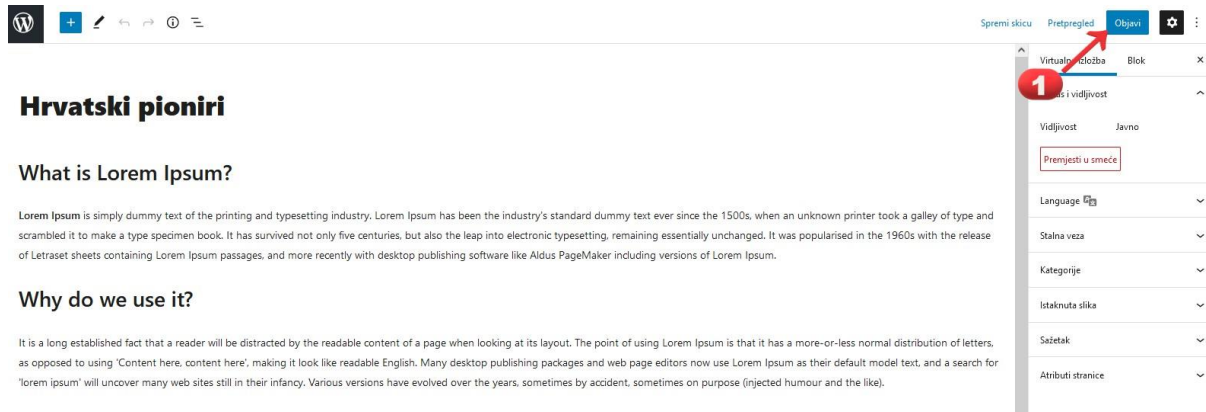 Spremi skicu Pretpregled Objavi
Virtualna izložba Blok
1
Hrvatski pioniri
Vidljivost Javno
Premjesti u smeće
What is Lorem Ipsum?
Language
Lorem Ipsum is simply dummy text of the printing and typesetting industry. Lorem Ipsum has been the industry's standard dummy text ever since the 1500s, when an unknown printer took a galley of type and
scrambled it to make a type specimen book. It has survived not only five centuries, but also the leap into electronic typesetting, remaining essentially unchanged. It was popularised in the 1960s with the release
of Letraset sheets containing Lorem Ipsum passages, and more recently with desktop publishing software like Aldus PageMaker including versions of Lorem Ipsum.
Stalna veza
Kategorije
Why do we use it?
Istaknuta slika
It is a long established fact that a reader will be distracted by the readable content of a page when looking at its layout. The point of using Lorem Ipsum is that it has a more-or-less normal distribution of letters,
as opposed to using 'Content here, content here', making it look like readable English. Many desktop publishing packages and web page editors now use Lorem Ipsum as their default model text, and a search for
'lorem ipsum' will uncover many web sites still in their infancy. Various versions have evolved over the years, sometimes by accident, sometimes on purpose (injected humour and the like).
Sažetak
Atributi stranice